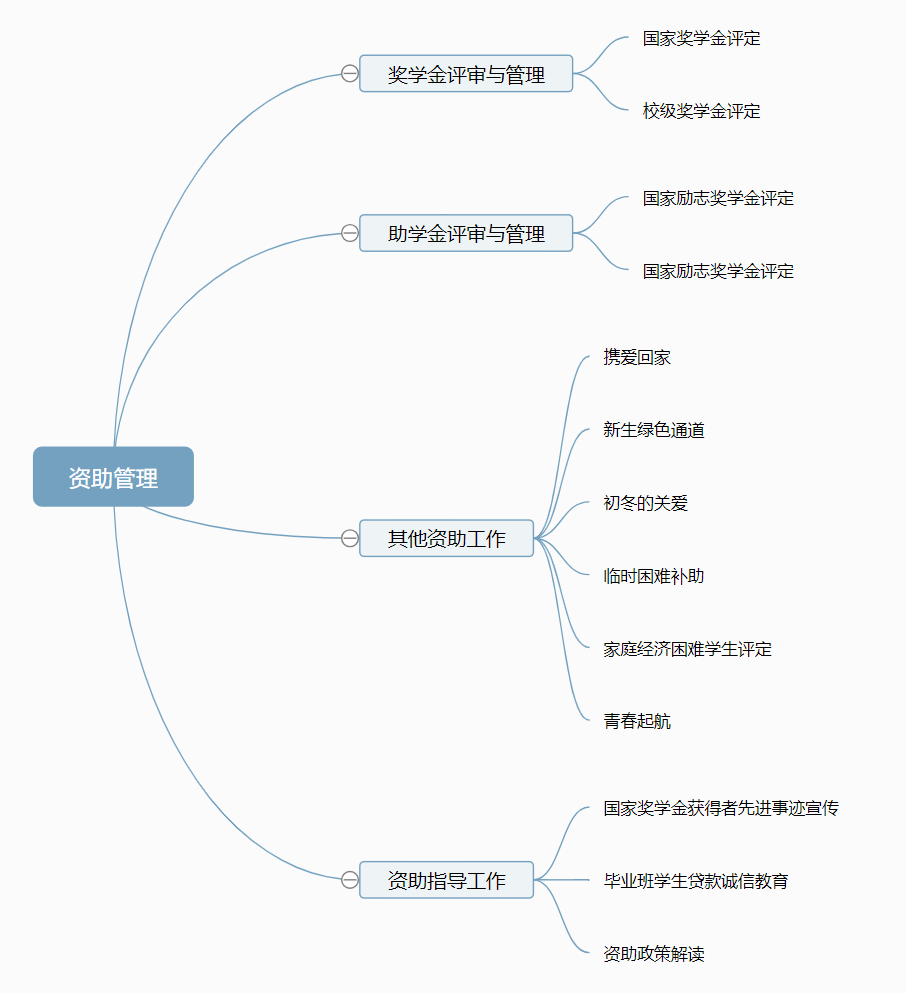 资助管理
奖学金评审与管理
国家奖学金评定
校级奖学金评定
助学金评审与管理
国家励志奖学金评定
国家励志奖学金评定
其他资助工作
携爱回家
新生绿色通道
初冬的关爱
临时困难补助
家庭经济困难学生评定
青春起航
资助指导工作
国家奖学金获得者先进事迹宣传
毕业班学生贷款诚信教育
资助政策解读